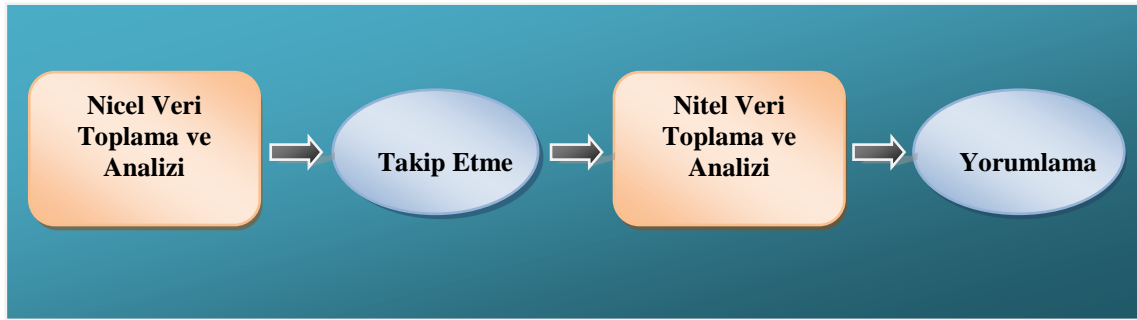 Nicel Veri
Toplama ve
Analizi
Takip Etme
Nitel Veri
Toplama ve
Analizi
Yorumlama